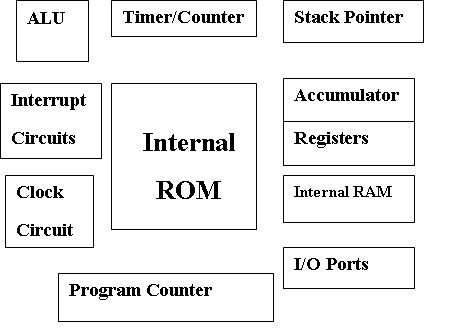 ALU
Timer/Counter
Stack Pointer
Interrupt
Circuits
Internal
ROM
Accumulator
Registers
Clock
Circuit
Internal RAM
I/O Ports
Program Counter